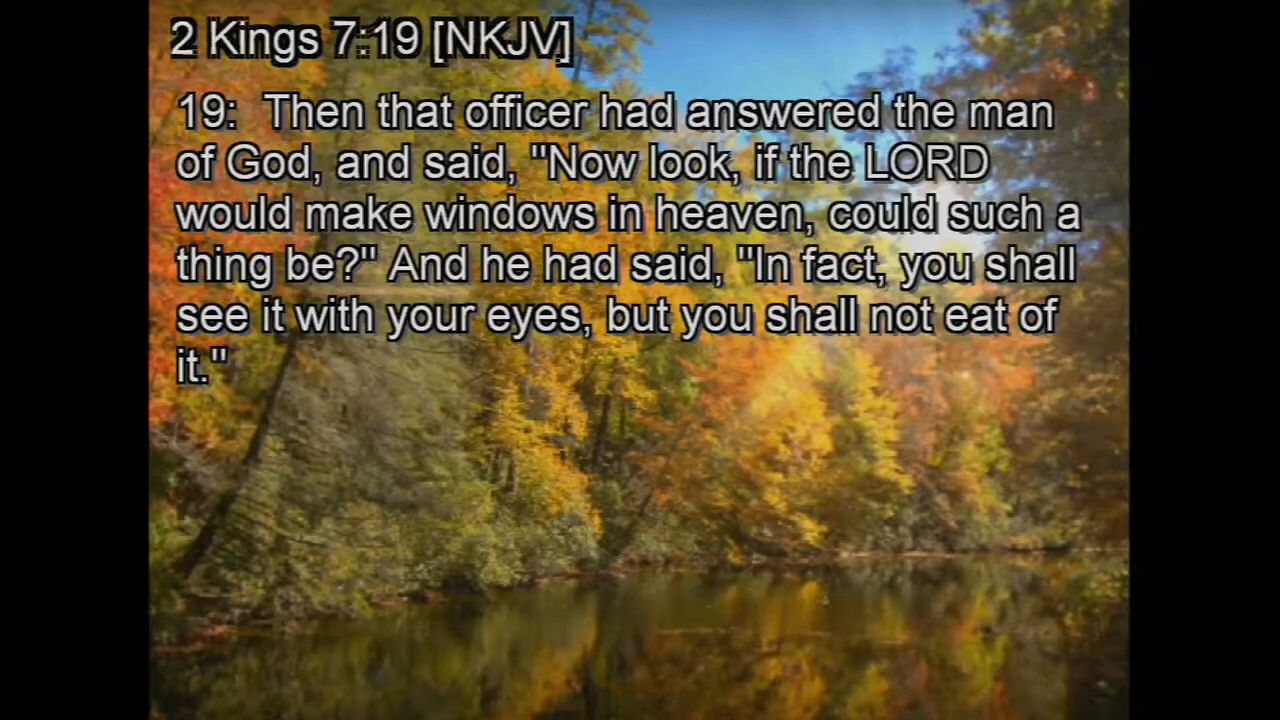 2 Kings 7:19 [NKJV]
19:  Then that officer had answered the man
of God, and said, "Now look, if the LORD
would make windows in heaven, could such a
thing be?" And he had said, "In fact, you shall
see it with your eyes, but you shall not eat of
it."